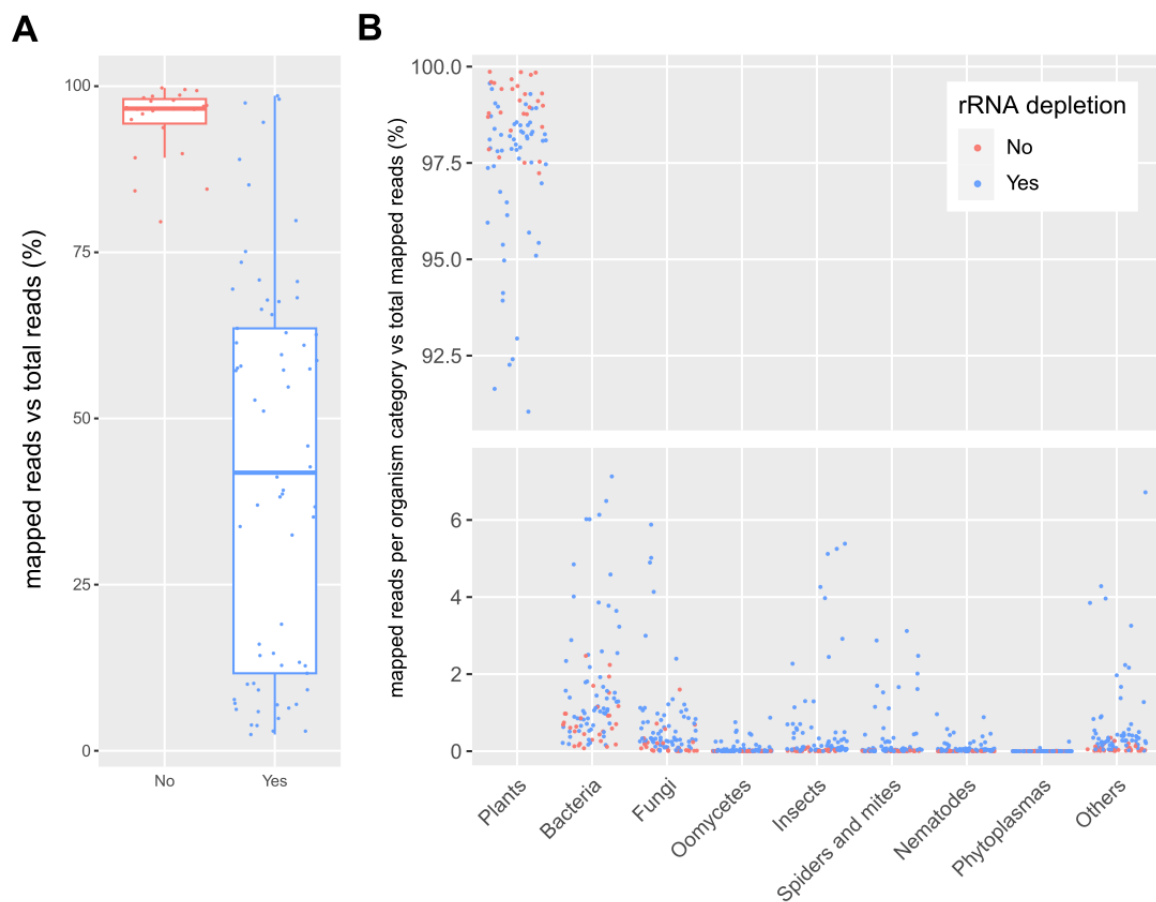 A
mapped reads vs total reads (%)
100
75
50
25
0
No
Yes
B
mapped reads per organism category vs total mapped reads (%)
100.0
97.5
95.0
92.5
6
4
2
0
rRNA depletion
No
Yes
Plants
Bacteria
Fungi
Oomycetes
Insects
Spiders and mites
Nematodes
Phytoplasmas
Others